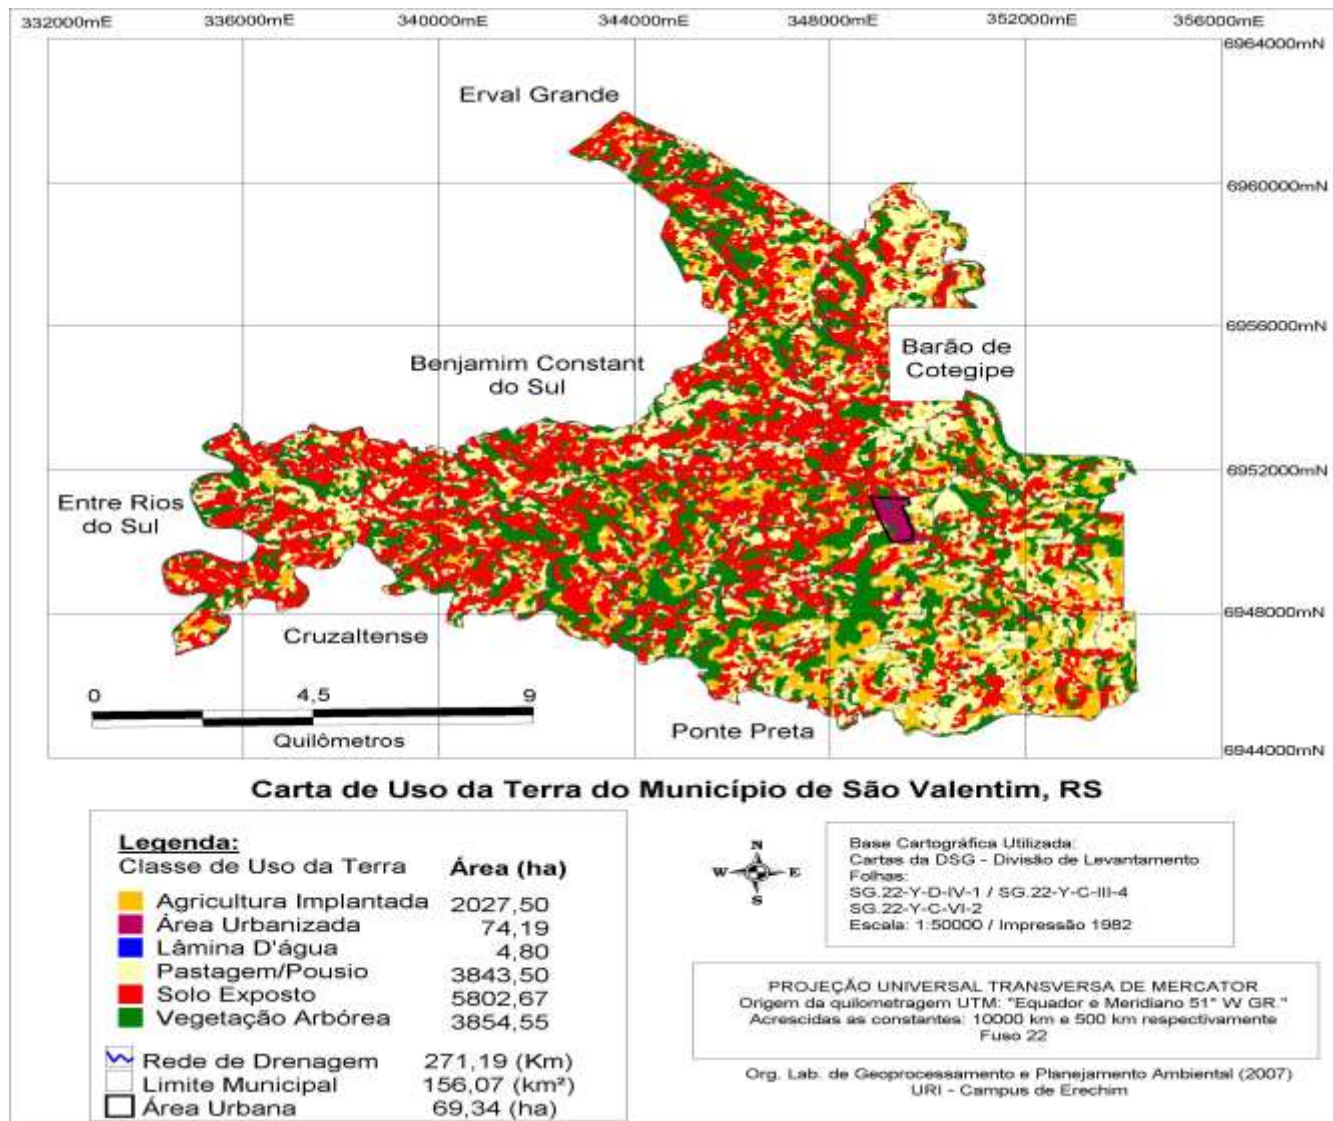 332000mE 336000mE 340000mE 344000mE 348000mE 352000mE 356000mE
6964000mN
Erval Grande
6960000mN
6956000mN
Barão de
Cotegipe
Benjamim Constant
do Sul
6952000mN
Entre Rios
do Sul
6948000mN
Cruzaltense
0 4,5 9
Quilômetros
Ponte Preta
6944000mN
Carta de Uso da Terra do Município de São Valentim, RS
Legenda:
Classe de Uso da Terra Área (ha)
Agricultura Implantada 2027,50
Área Urbanizada 74,19
Lâmina D'água 4,80
Pastagem/Pousio 3843,50
Solo Exposto 5802,67
Vegetação Arbórea 3854,55
Rede de Drenagem 271,19 (Km)
Limite Municipal 156,07 (km²)
Área Urbana 69,34 (ha)
N
W E
S
Base Cartográfica Utilizada:
Cartas da DSG - Divisão de Levantamento
Folhas:
SG.22-Y-D-IV-1 / SG.22-Y-C-III-4
SG.22-Y-C-VI-2
Escala: 1:50000 / Impressão 1982
PROJEÇÃO UNIVERSAL TRANSVERSA DE MERCATOR
Origem da quilometragem UTM: "Equador e Meridiano 51° W GR."
Acrescidas as constantes: 10000 km e 500 km respectivamente
Fuso 22
Org. Lab. de Geoprocessamento e Planejamento Ambiental (2007)
URI - Campus de Erechim